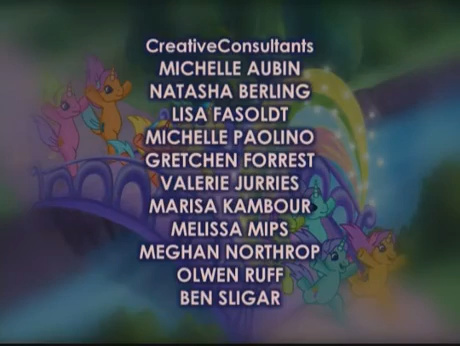 CreativeConsultants
MICHELLE AUBIN
NATASHA BERLING
LISA FASOLDT
MICHELLE PAOLINO
GRETCHEN FORREST
VALERIE JURRIES
MARISA KAMBOUR
MELISSA MIPS
MEGHAN NORTHROP
OLWEN RUFF
BEN SLIGAR